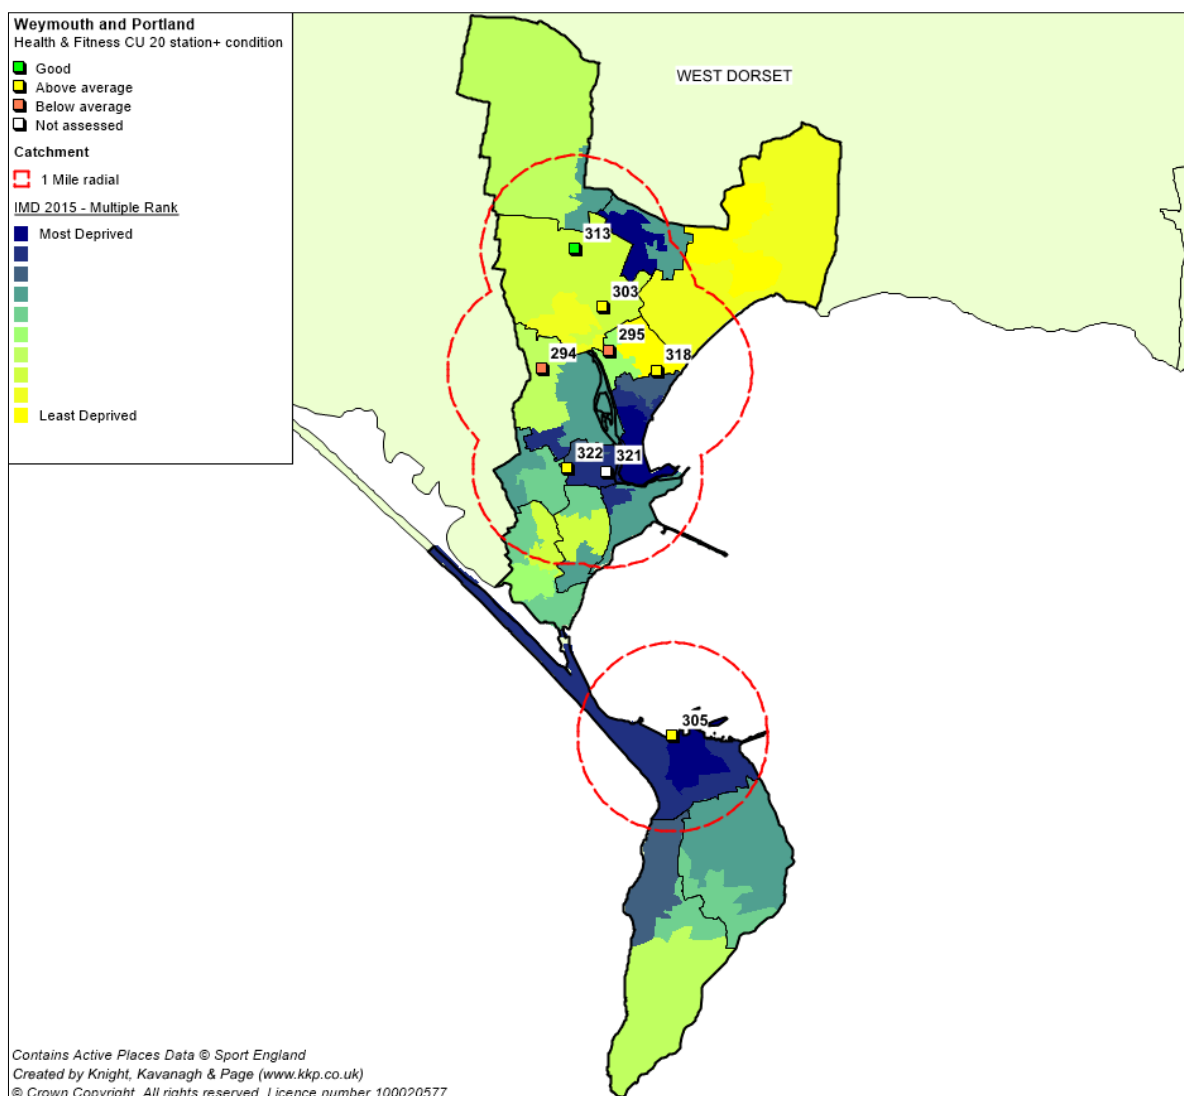 Weymouth and Portland
Health & Fitness CU 20 station+ condition
Good
Above average
Below average
Not assessed
Catchment
1 Mile radial
IMD 2015 - Multiple Rank
Most Deprived
Least Deprived
WEST DORSET
313
303
295
294
318
322
321
305
Contains Active Places Data © Sport England
Created by Knight, Kavanagh & Page (www.kkp.co.uk)
© Crown Copyright. All rights reserved. Licence number 100020577